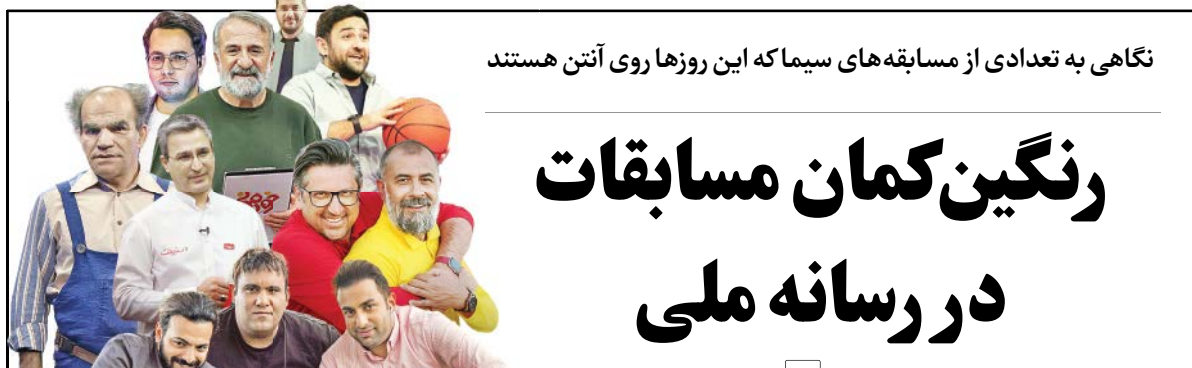 نگاهی به تعدادی از مسابقه‌های سیما که این روزها روی آنتن هستند
رنگین‌کمان مسابقات
در رسانه ملی